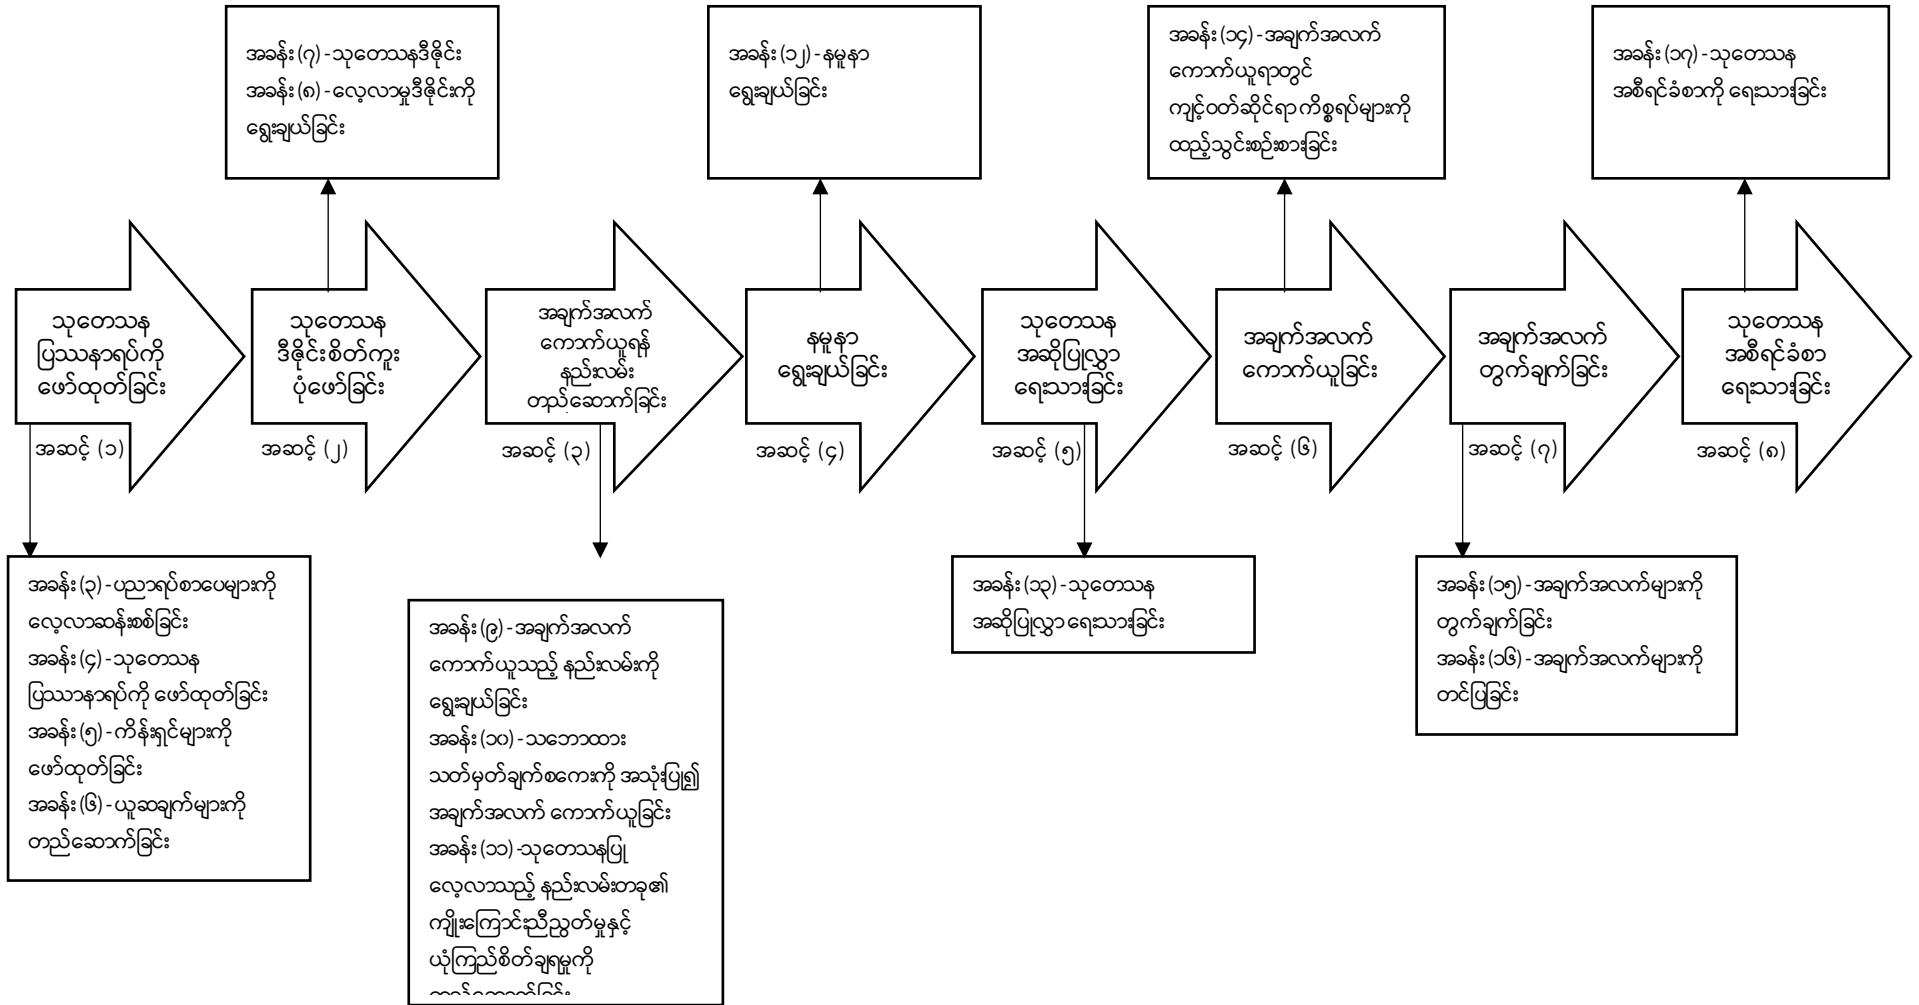 အခန်း (၇) - သုတေသနဒီဇိုင်း
အခန်း (၈) - လေ့လာမှုဒီဇိုင်းကို
ရွေးချယ်ခြင်း
အခန်း (၁၂) - နမူနာ
ရွေးချယ်ခြင်း
အခန်း (၁၄) - အချက်အလက်
ကောက်ယူရာတွင်
ကျင့်ဝတ်ဆိုင်ရာ ကိစ္စရပ်များကို
ထည့်သွင်းစဉ်းစားခြင်း
အခန်း (၁၇) - သုတေသန
အစီရင်ခံစာကို ရေးသားခြင်း
သုတေသန
ပြဿနာရပ်ကို
ဖော်ထုတ်ခြင်း
အဆင့် (၁)
သုတေသန
ဒီဇိုင်းစိတ်ကူး
ပုံဖော်ခြင်း
အဆင့် (၂)
အချက်အလက်
ကောက်ယူရန်
နည်းလမ်း
တည်ဆောက်ခြင်း
အဆင့် (၃)
နမူနာ
ရွေးချယ်ခြင်း
အဆင့် (၄)
သုတေသန
အဆိုပြုလွှာ
ရေးသားခြင်း
အဆင့် (၅)
အချက်အလက်
ကောက်ယူခြင်း
အဆင့် (၆)
အချက်အလက်
တွက်ချက်ခြင်း
အဆင့် (၇)
သုတေသန
အစီရင်ခံစာ
ရေးသားခြင်း
အဆင့် (၈)
အခန်း (၃) - ပညာရပ်စာပေများကို
လေ့လာဆန်းစစ်ခြင်း
အခန်း (၄) - သုတေသန
ပြဿာနာရပ်ကို ဖော်ထုတ်ခြင်း
အခန်း (၅) - ကိန်းရှင်များကို
ဖော်ထုတ်ခြင်း
အခန်း (၆) - ယူဆချက်များကို
တည်ဆောက်ခြင်း
အခန်း (၉) - အချက်အလက်
ကောက်ယူသည့် နည်းလမ်းကို
ရွေးချယ်ခြင်း
အခန်း (၁၀) - သဘောထား
သတ်မှတ်ချက်စကေးကို အသုံးပြု၍
အချက်အလက် ကောက်ယူခြင်း
အခန်း (၁၁) -သုတေသနပြု
လေ့လာသည့် နည်းလမ်းတခု၏
ကျိုးကြောင်းညီညွတ်မှုနှင့်
ယုံကြည်စိတ်ချရမှုကို
အခန်း (၁၃) - သုတေသန
အဆိုပြုလွှာ ရေးသားခြင်း
အခန်း (၁၅) - အချက်အလက်များကို
တွက်ချက်ခြင်း
အခန်း (၁၆) - အချက်အလက်များကို
တင်ပြခြင်း